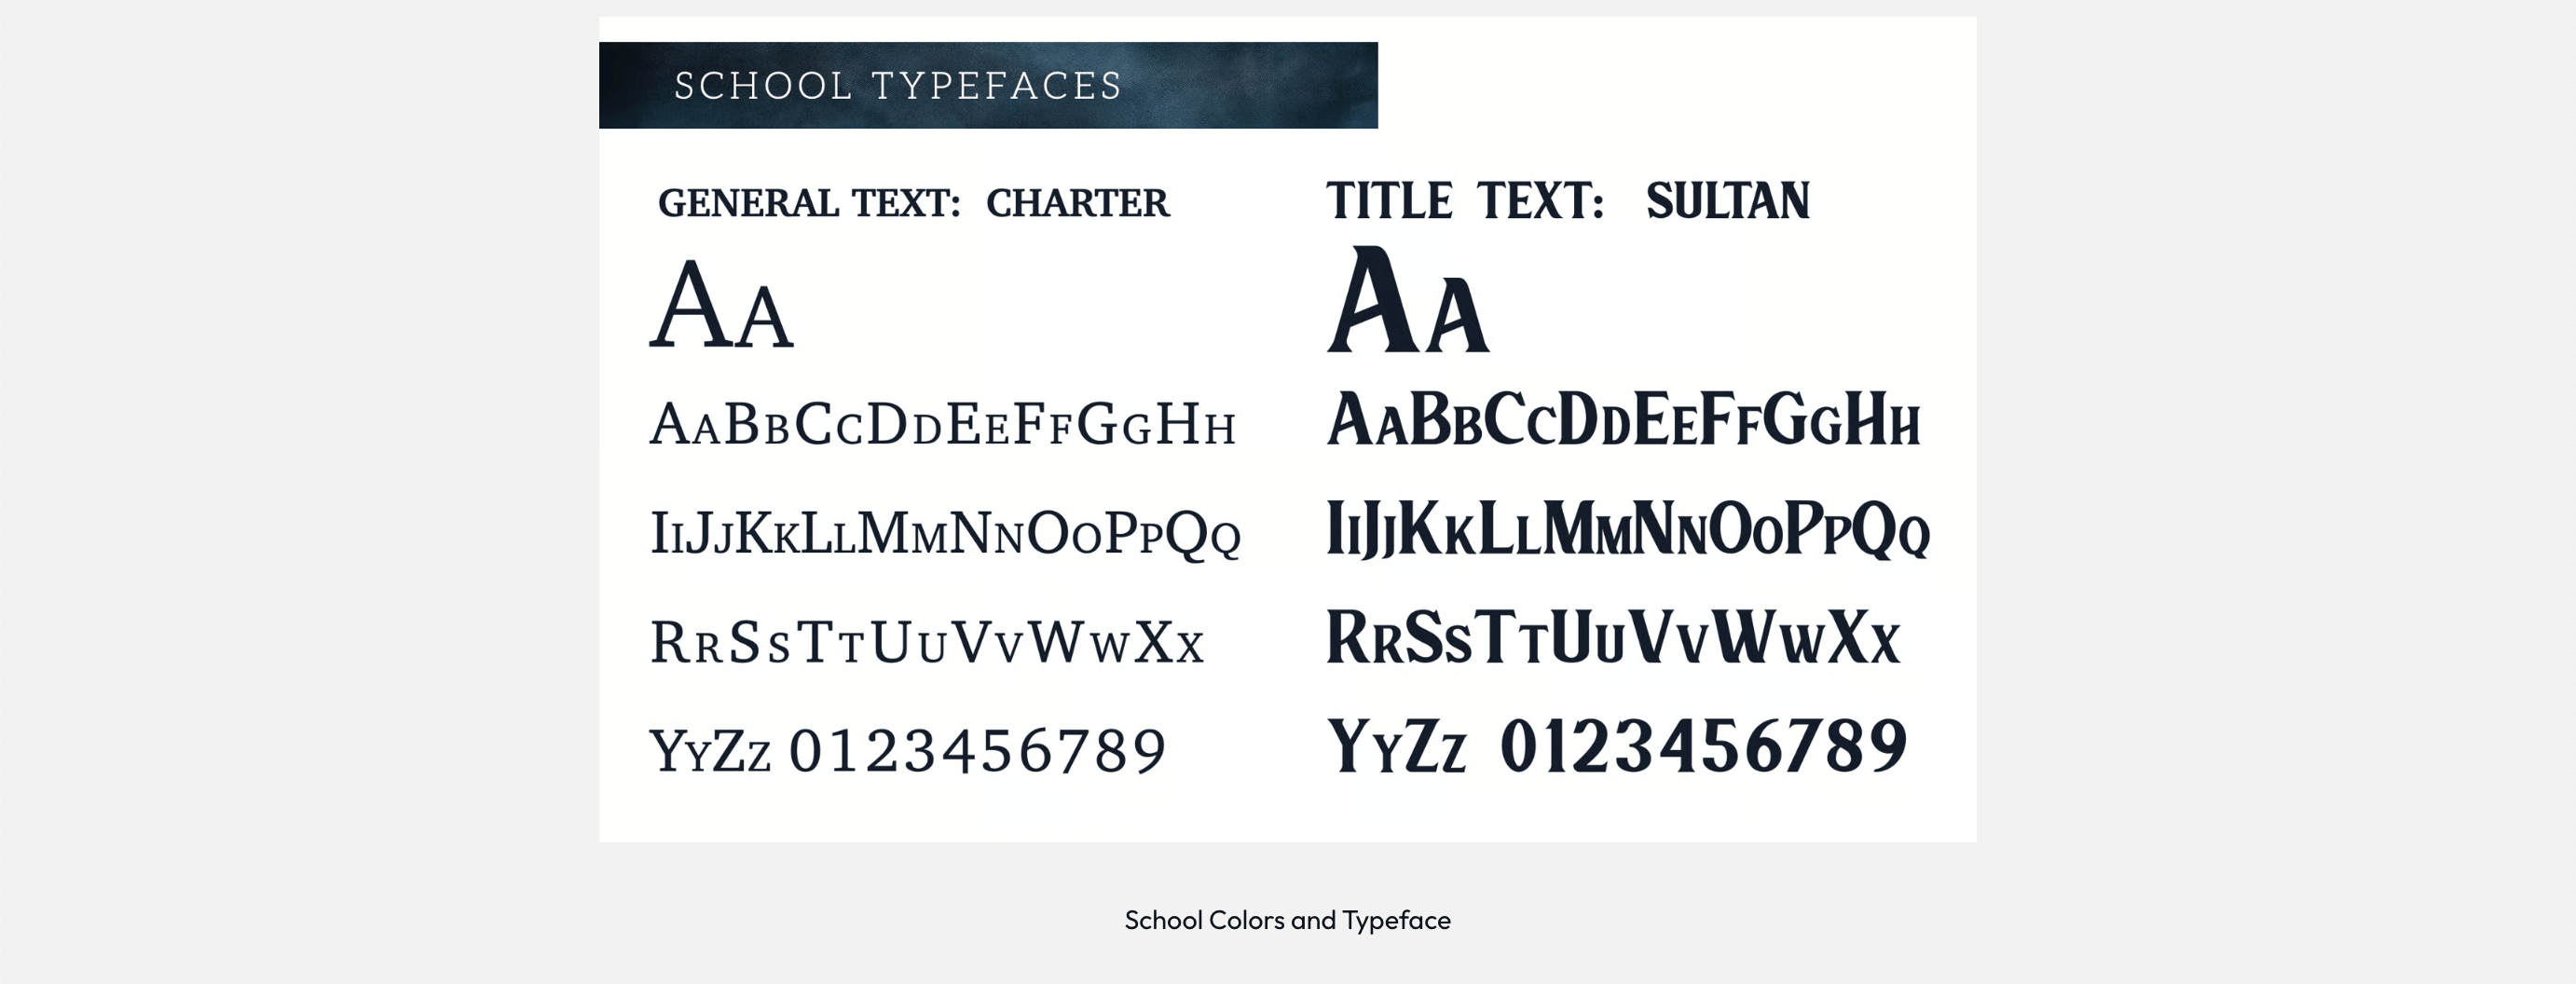 SCHOOL TYPEFACES
GENERAL TEXT: CHARTER
AA
AABBCCDDEEFFGGHH
IIJJKKLLMMNNOOPPQQ
RRSSTTUUVVWWXX
YYZZ 0123456789
TITLE TEXT: SULTAN
AA
AABBCCDDEEFFGGHH
IIJJKKLLMMNNOOPPQQ
RRSSTTUUVVWWXX
YYZZ 0123456789
School Colors and Typeface